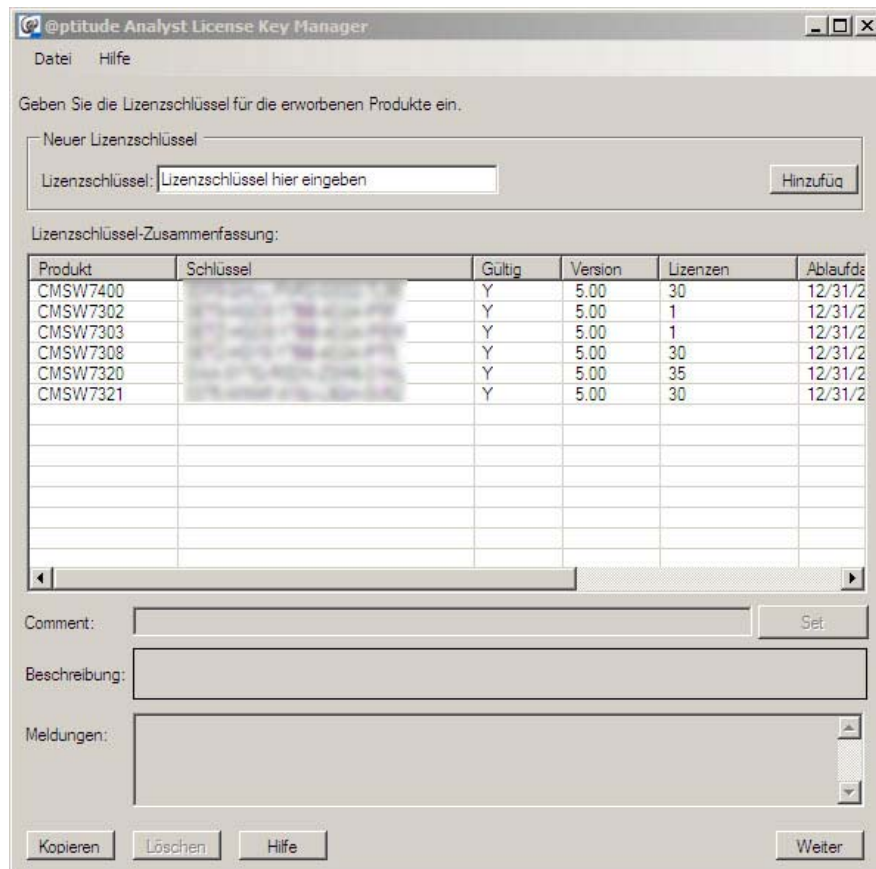 @ptitude Analyst License Key Manager
Datei Hilfe
Geben Sie die Lizenzschlüssel für die erworbenen Produkte ein.
Neuer Lizenzschlüssel
Lizenzschlüssel: Lizenzschlüssel hier eingeben Hinzufüg
Lizenzschlüssel-Zusammenfassung:
Produkt Schlüssel Gültig Version Lizenzen Ablaufda
CMSW7400 Y 5.00 30 12/31/2
CMSW7302 Y 5.00 1 12/31/2
CMSW7303 Y 5.00 1 12/31/2
CMSW7308 Y 5.00 30 12/31/2
CMSW7320 Y 5.00 35 12/31/2
CMSW7321 Y 5.00 30 12/31/2
Comment: Set
Beschreibung:
Meldungen:
Kopieren Löschen Hilfe Weiter